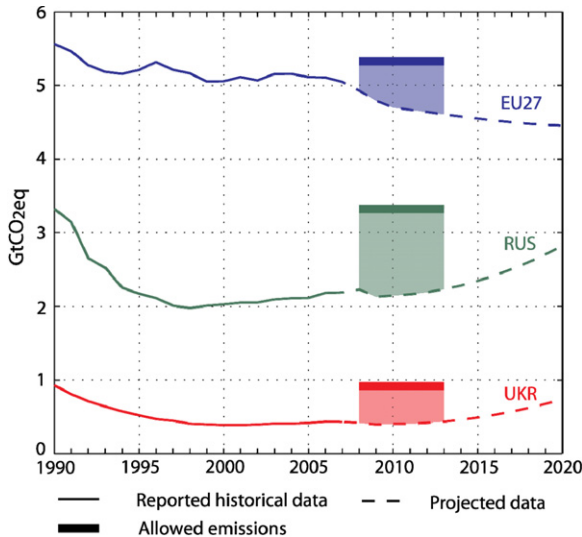 6
5
EU27
4
GtCO2eq
3
RUS
2
1
UKR
0
1990 1995 2000 2005 2010 2015 2020
Reported historical data Projected data
Allowed emissions